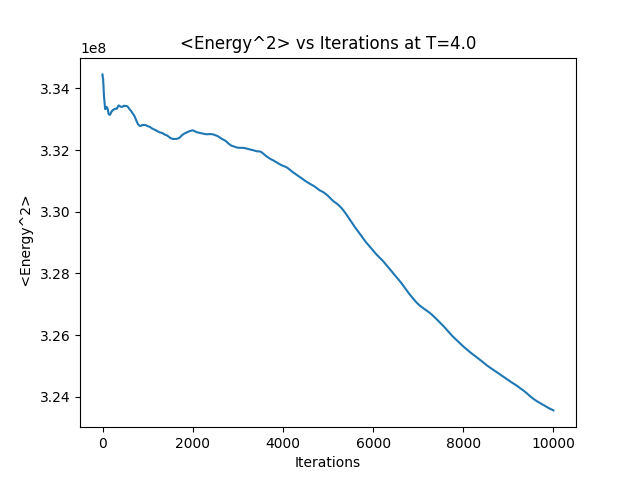 <Energy^2> vs Iterations at T=4.0
1e8
3.34
3.32
3.30
3.28
3.26
3.24
<Energy^2>
0 2000 4000 6000 8000 10000
Iterations